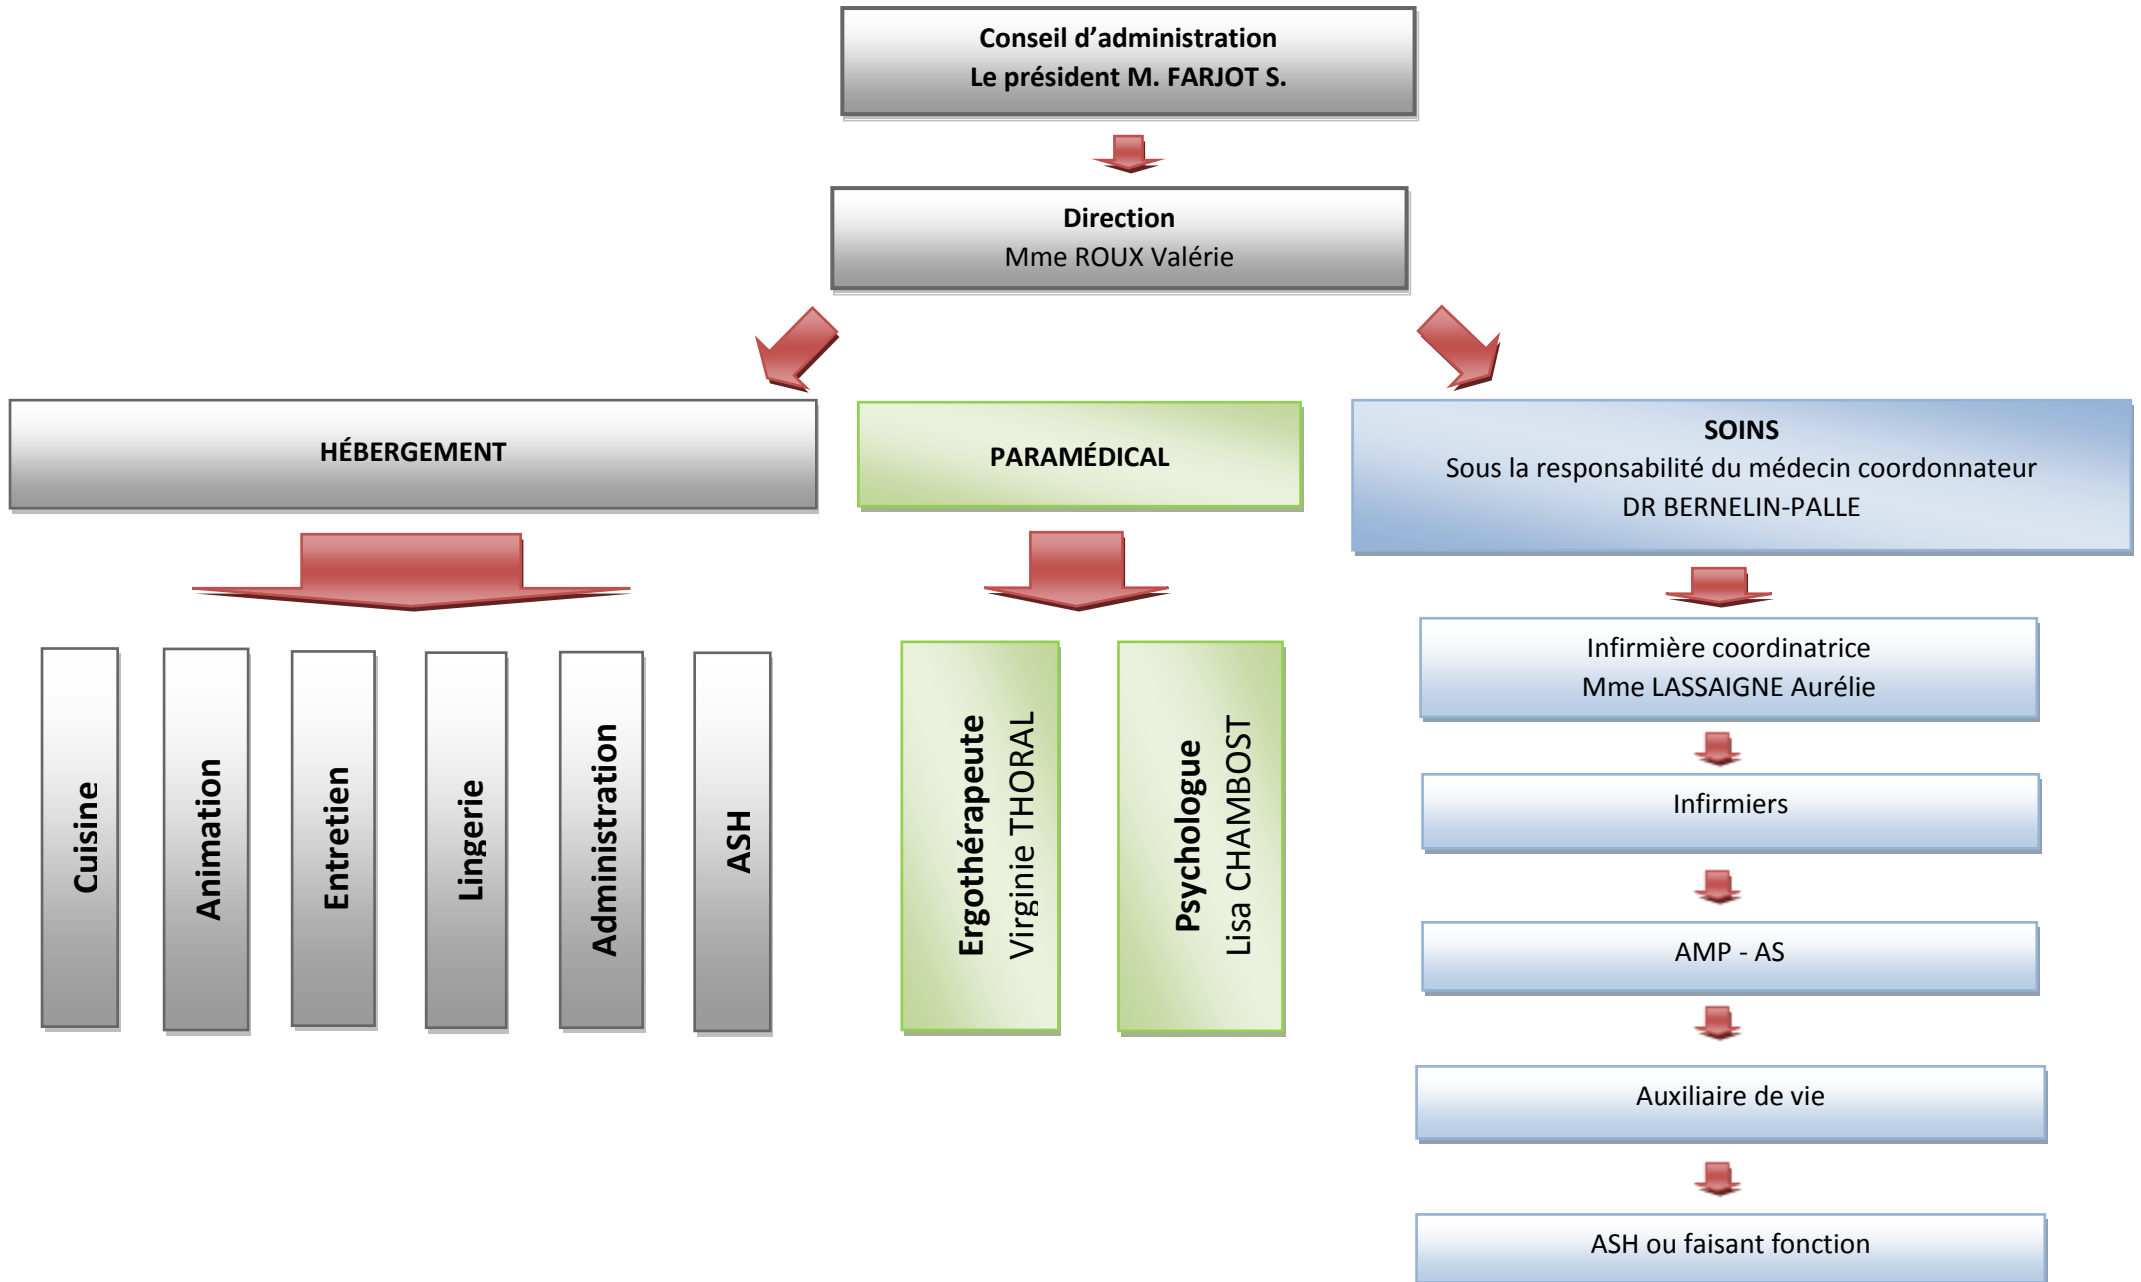 Conseil d’administration
Le président M. FARJOT S.
Direction
Mme ROUX Valérie
HÉBERGEMENT
PARAMÉDICAL
SOINS
Sous la responsabilité du médecin coordonnateur
DR BERNELIN-PALLE
Cuisine
Animation
Entretien
Lingerie
Administration
ASH
Ergothérapeute
Virginie THORAL
Psychologue
Lisa CHAMBOST
Infirmière coordinatrice
Mme LASSAIGNE Aurélie
Infirmiers
AMP - AS
Auxiliaire de vie
ASH ou faisant fonction